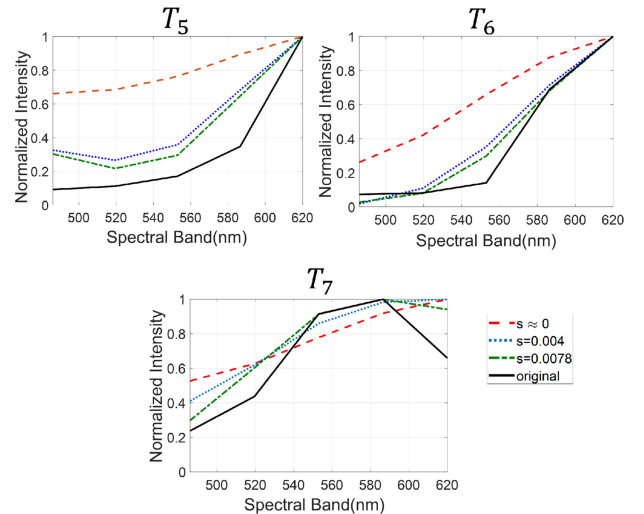 T5
Normalized Intensity
1
0.8
0.6
0.4
0.2
0
500 520 540 560 580 600 620
Spectral Band(nm)
T6
Normalized Intensity
1
0.8
0.6
0.4
0.2
0
500 520 540 560 580 600 620
Spectral Band(nm)
T7
Normalized Intensity
1
0.8
0.6
0.4
0.2
0
500 520 540 560 580 600 620
Spectral Band(nm)
s ≈ 0
s=0.004
s=0.0078
original